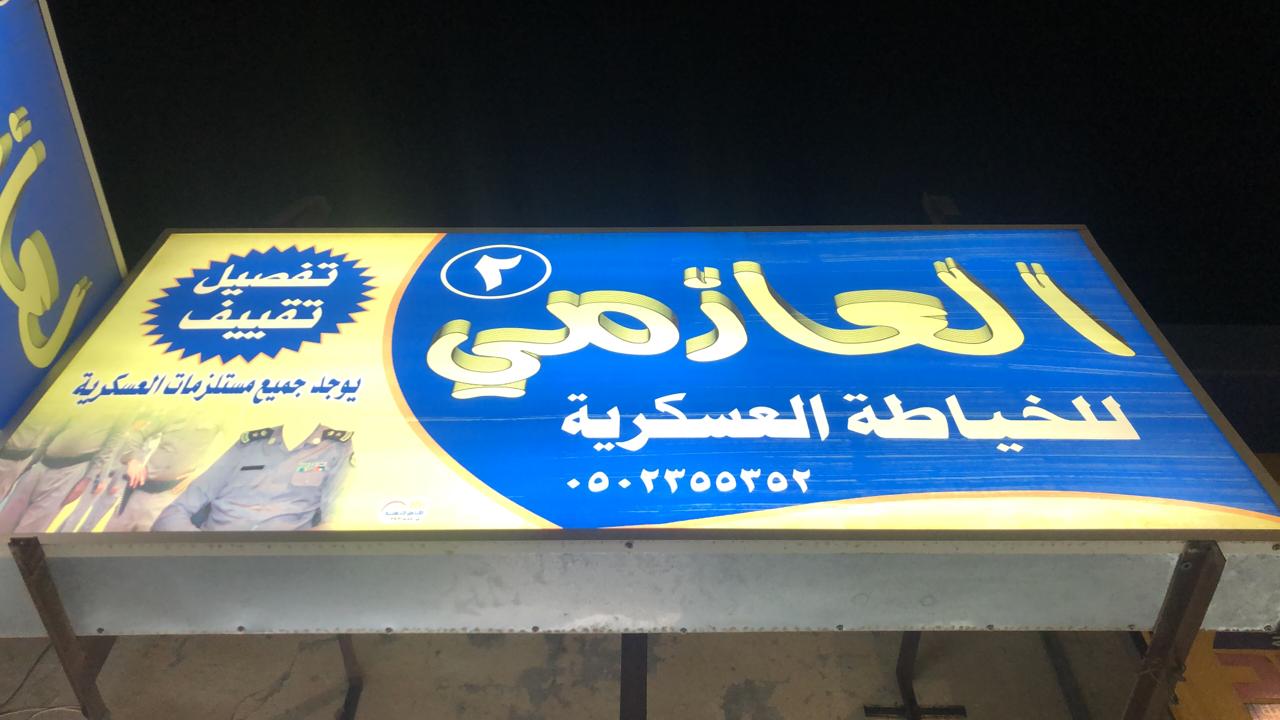 العازمي
٢
للخياطة العسكرية
٠٥٠٢٣٥٥٣٥٢
تفصيل
تقييف
يوجد جميع مستلزمات العسكرية